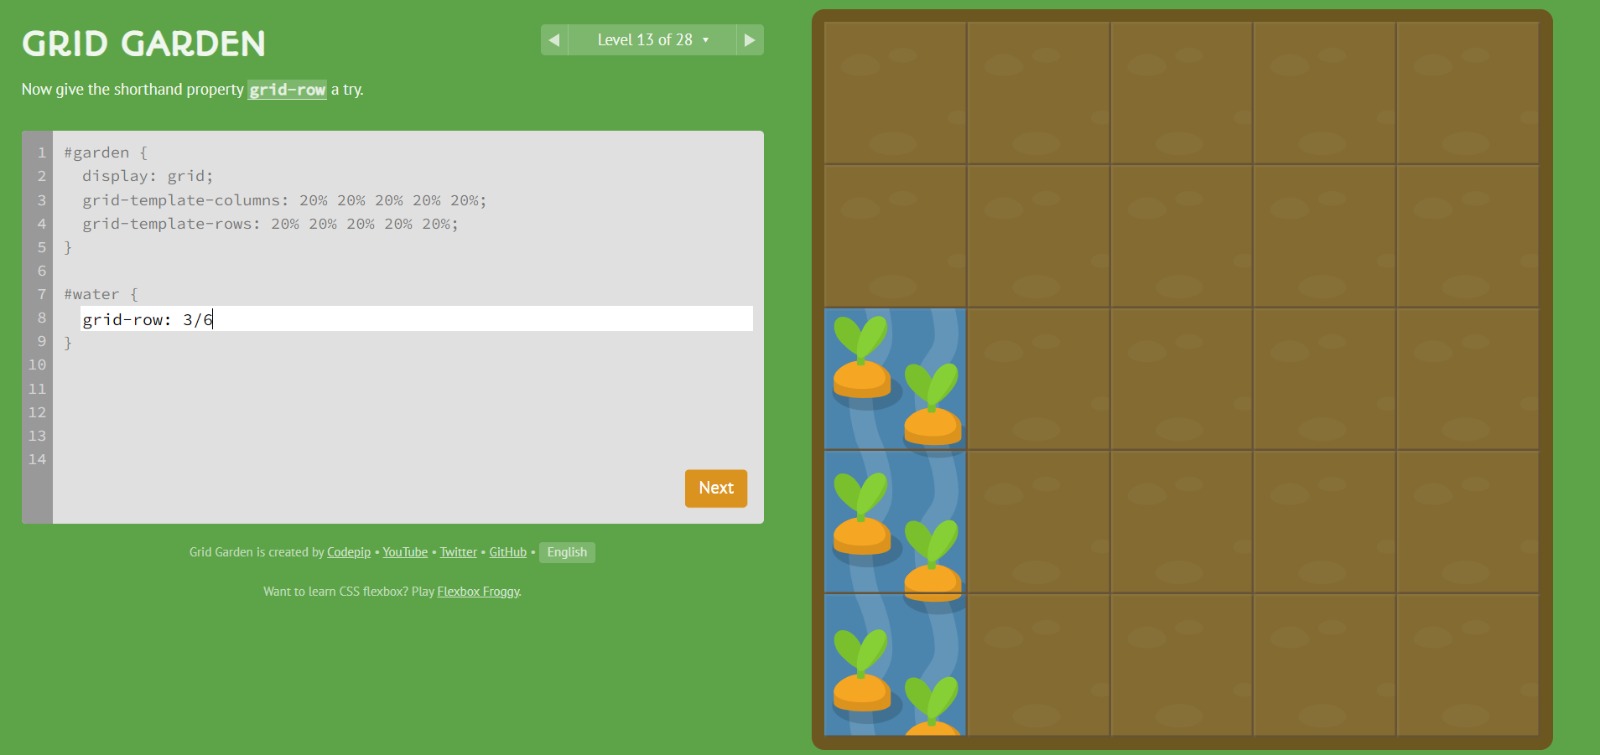 GRID GARDEN
◀ Level 13 of 28 ▾ ▶
Now give the shorthand property grid-row a try.
1 #garden {
2 display: grid;
3 grid-template-columns: 20% 20% 20% 20% 20%;
4 grid-template-rows: 20% 20% 20% 20% 20%;
5 }
6
7 #water {
8 grid-row: 3/6
9 }
10
11
12
13
14
Next
Grid Garden is created by Codepip • YouTube • Twitter • GitHub • English
Want to learn CSS flexbox? Play Flexbox Froggy.